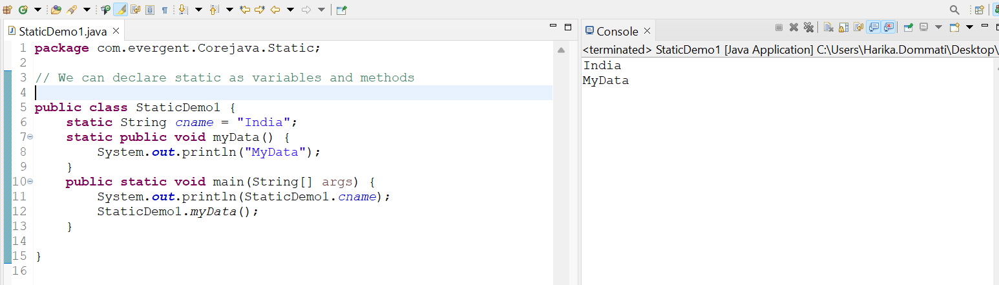 StaticDemo1.java
1 package com.evergent.Corejava.Static;
2
3 // We can declare static as variables and methods
4
5 public class StaticDemo1 {
6     static String cname = "India";
7     static public void myData() {
8         System.out.println("MyData");
9     }
10     public static void main(String[] args) {
11         System.out.println(StaticDemo1.cname);
12         StaticDemo1.myData();
13     }
14
15 }
16
Console
<terminated> StaticDemo1 [Java Application] C:\Users\Harika.Dommati\Desktop\
India
MyData